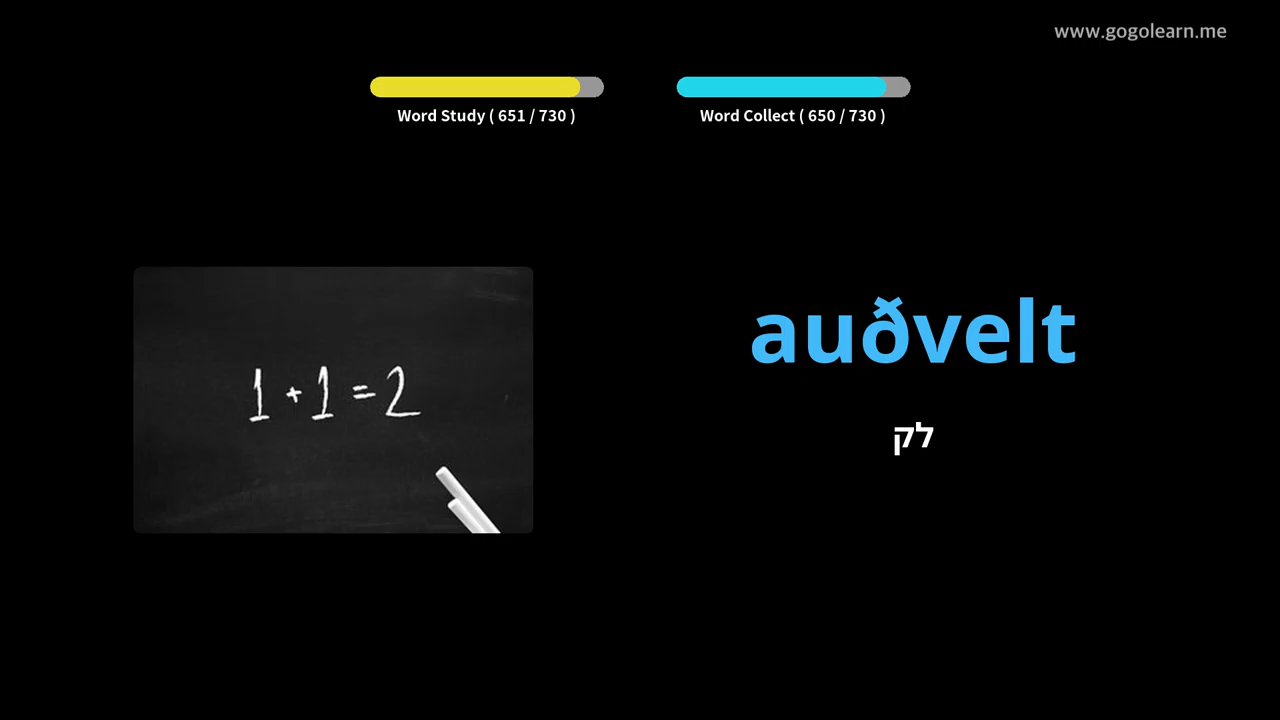 www.gogolearn.me
Word Study ( 651 / 730 )
Word Collect ( 650 / 730 )
1 + 1 = 2
auðvelt
לק